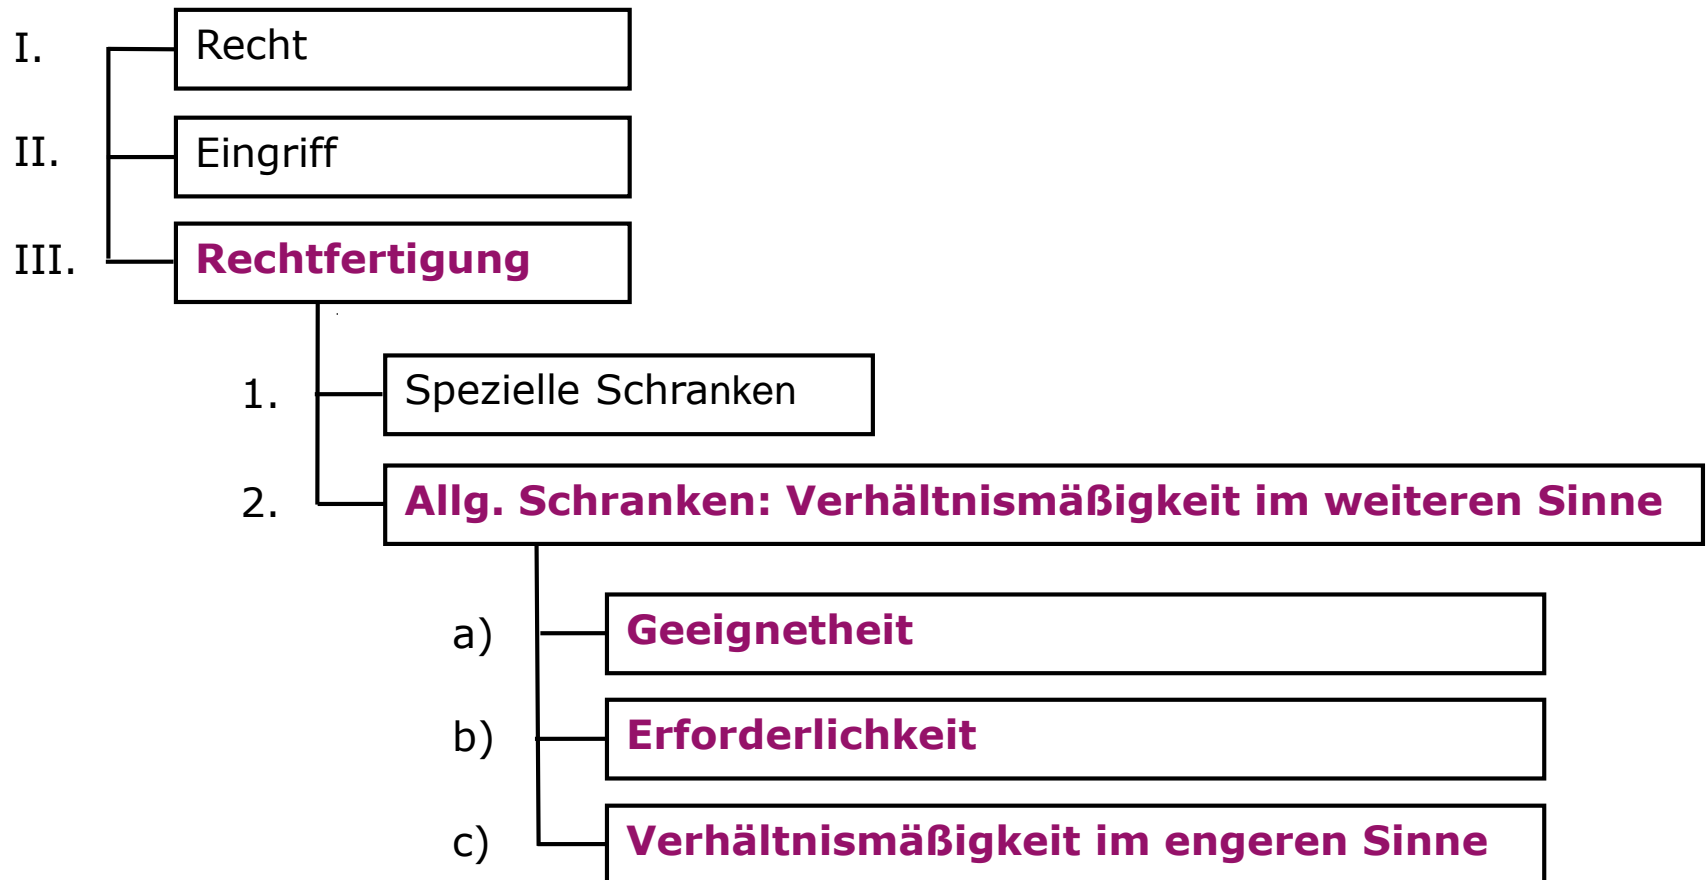 I. Recht
II. Eingriff
III. Rechtfertigung
1. Spezielle Schranken
2. Allg. Schranken: Verhältnismäßigkeit im weiteren Sinne
a) Geeignetheit
b) Erforderlichkeit
c) Verhältnismäßigkeit im engeren Sinne